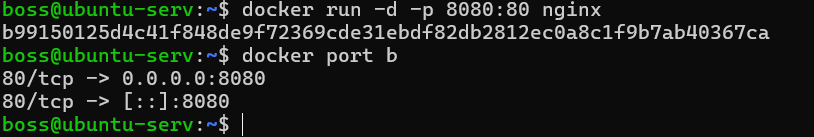 boss@ubuntu-serv:~$ docker run -d -p 8080:80 nginx
b99150125d4c41f848de9f72369cde31ebdf82db2812ec0a8c1f9b7ab40367ca
boss@ubuntu-serv:~$ docker port b
80/tcp -> 0.0.0.0:8080
80/tcp -> [::]:8080
boss@ubuntu-serv:~$